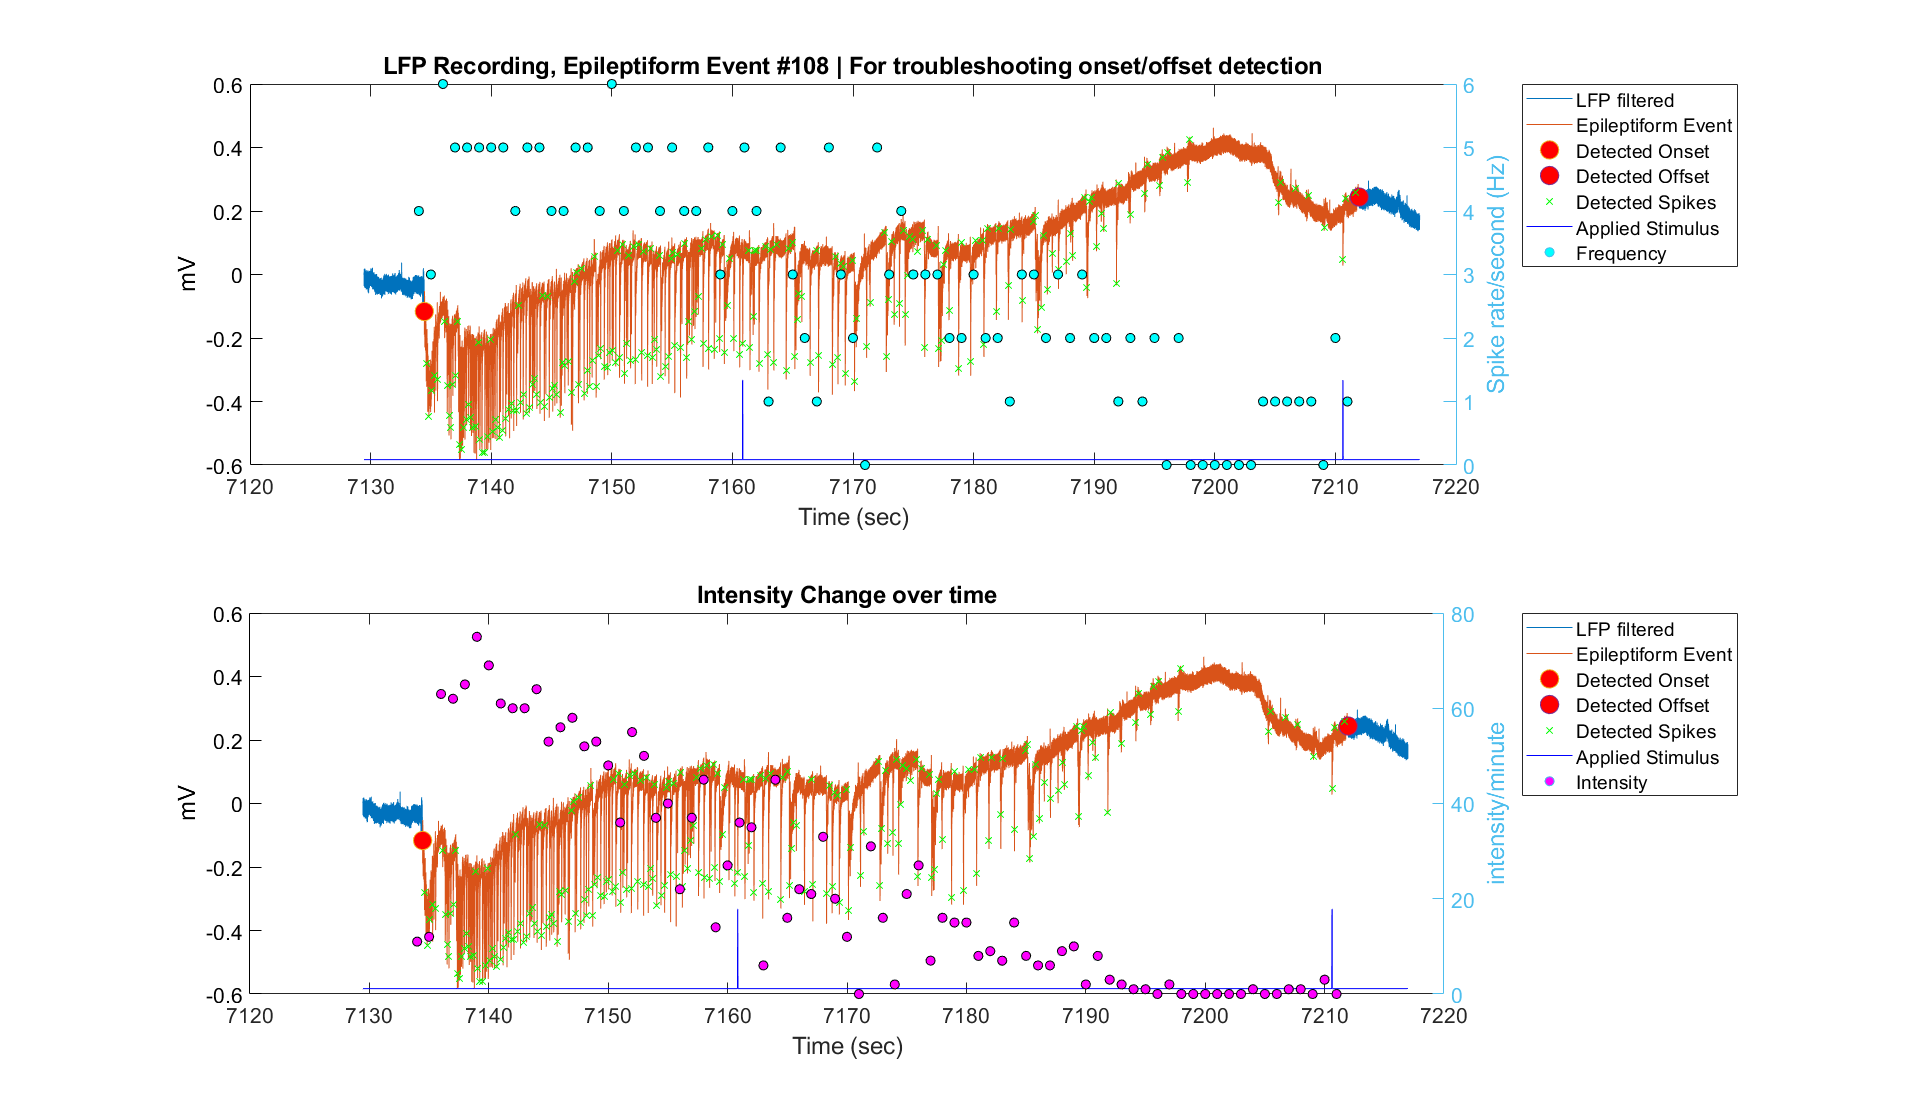 LFP Recording, Epileptiform Event #108 | For troubleshooting onset/offset detection
0.6
0.4
0.2
0
-0.2
-0.4
-0.6
mV
7120 7130 7140 7150 7160 7170 7180 7190 7200 7210 7220
Time (sec)
6
5
4
3
2
1
0
Spike rate/second (Hz)
LFP filtered
Epileptiform Event
Detected Onset
Detected Offset
Detected Spikes
Applied Stimulus
Frequency
Intensity Change over time
0.6
0.4
0.2
0
-0.2
-0.4
-0.6
mV
7120 7130 7140 7150 7160 7170 7180 7190 7200 7210 7220
Time (sec)
80
60
40
20
0
intensity/minute
LFP filtered
Epileptiform Event
Detected Onset
Detected Offset
Detected Spikes
Applied Stimulus
Intensity